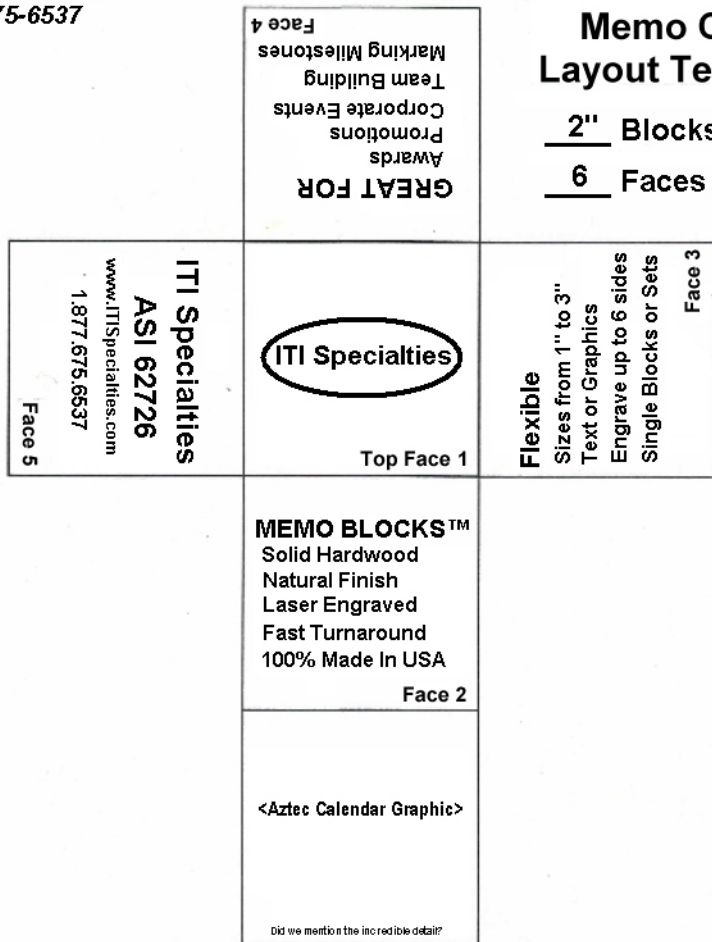 75-6537
Memo C
Layout Te
2" Blocks
6 Faces
GREAT FOR
Awards
Promotions
Corporate Events
Team Building
Marking Milestones
Face 4
ITI Specialties
ASI 62726
www.ITISpecialties.com
1.877.675.6537
Face 5
ITI Specialties
Top Face 1
Flexible
Sizes from 1" to 3"
Text or Graphics
Engrave up to 6 sides
Single Blocks or Sets
Face 3
MEMO BLOCKS™
Solid Hardwood
Natural Finish
Laser Engraved
Fast Turnaround
100% Made In USA
Face 2
<Aztec Calendar Graphic>
Did we mention the incredible detail?